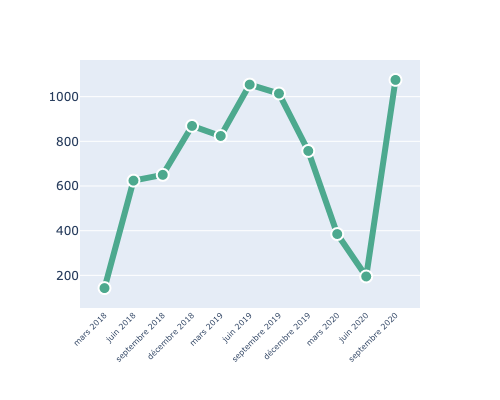 1000
800
600
400
200
mars 2018
juin 2018
septembre 2018
décembre 2018
mars 2019
juin 2019
septembre 2019
décembre 2019
mars 2020
juin 2020
septembre 2020